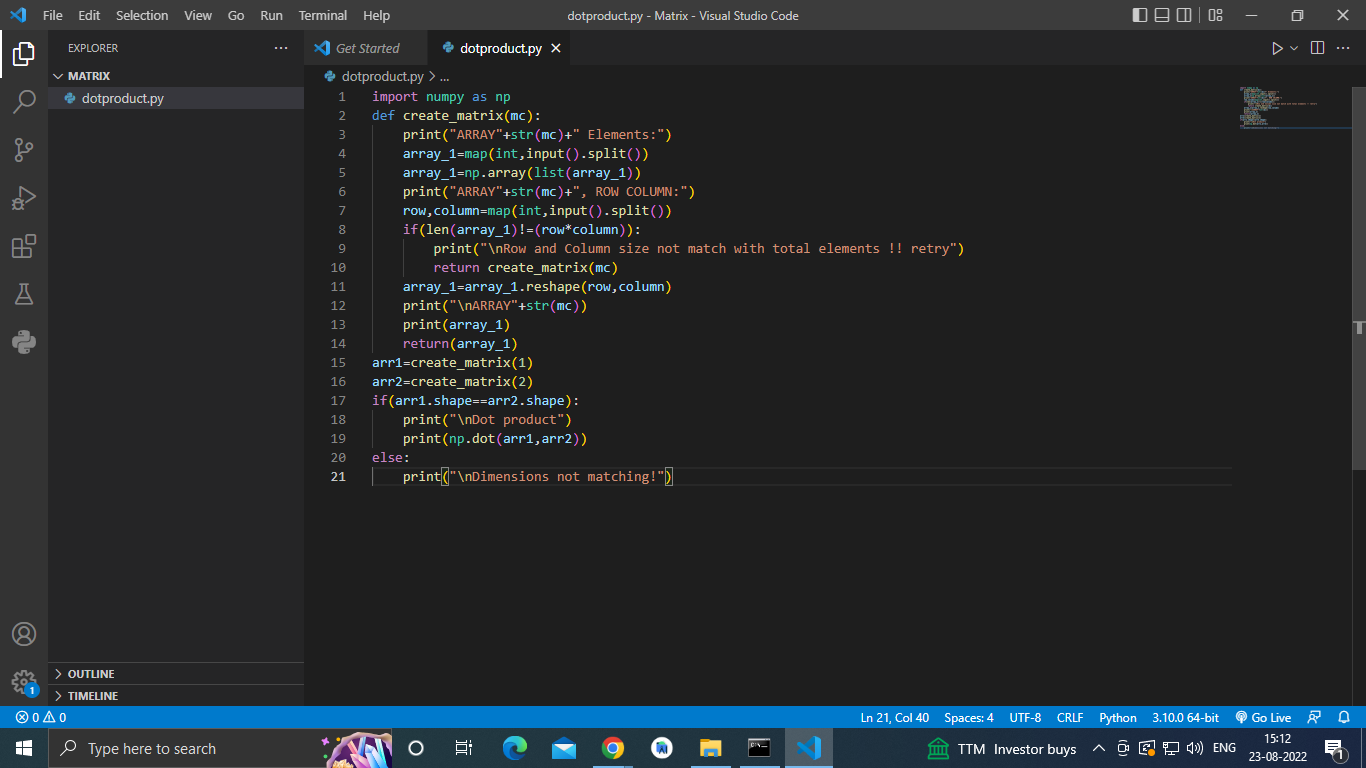 File Edit Selection View Go Run Terminal Help dotproduct.py - Matrix - Visual Studio Code
EXPLORER
MATRIX
dotproduct.py
OUTLINE
TIMELINE
Get Started dotproduct.py
dotproduct.py > ...
1 import numpy as np
2 def create_matrix(mc):
3     print("ARRAY"+str(mc)+" Elements:")
4     array_1=map(int,input().split())
5     array_1=np.array(list(array_1))
6     print("ARRAY"+str(mc)+", ROW COLUMN:")
7     row,column=map(int,input().split())
8     if(len(array_1)!=(row*column)):
9         print("\nRow and Column size not match with total elements !! retry")
10         return create_matrix(mc)
11     array_1=array_1.reshape(row,column)
12     print("\nARRAY"+str(mc))
13     print(array_1)
14     return(array_1)
15 arr1=create_matrix(1)
16 arr2=create_matrix(2)
17 if(arr1.shape==arr2.shape):
18     print("\nDot product")
19     print(np.dot(arr1,arr2))
20 else:
21     print("\nDimensions not matching!")
1
0 0 Ln 21, Col 40 Spaces: 4 UTF-8 CRLF Python 3.10.0 64-bit Go Live
Type here to search TTM Investor buys ENG 15:12
23-08-2022 1